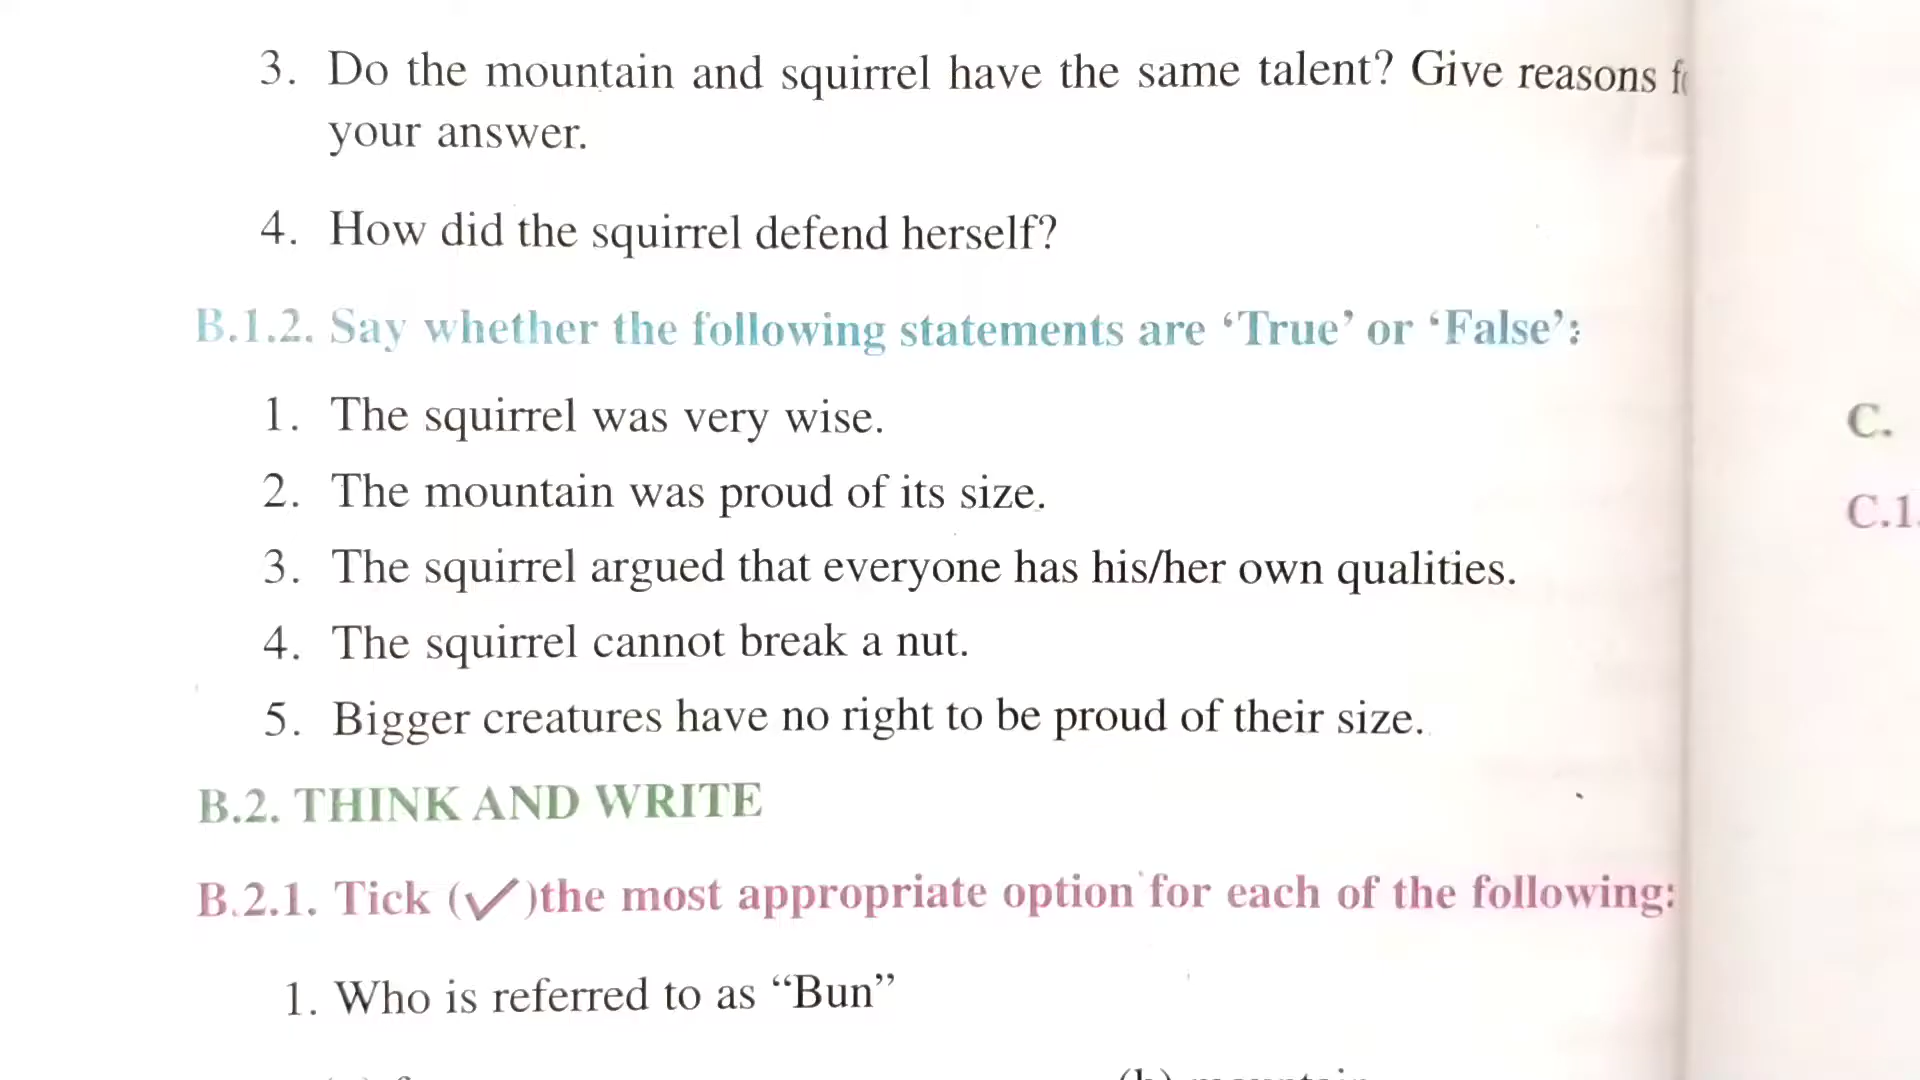 3. Do the mountain and squirrel have the same talent? Give reasons
your answer.
4. How did the squirrel defend herself?
B.1.2. Say whether the following statements are ‘True’ or ‘False’:
1. The squirrel was very wise.
2. The mountain was proud of its size.
3. The squirrel argued that everyone has his/her own qualities.
4. The squirrel cannot break a nut.
5. Bigger creatures have no right to be proud of their size.
B.2. THINK AND WRITE
B.2.1. Tick (✓)the most appropriate option for each of the following:
1. Who is referred to as “Bun”
C.
C.1.